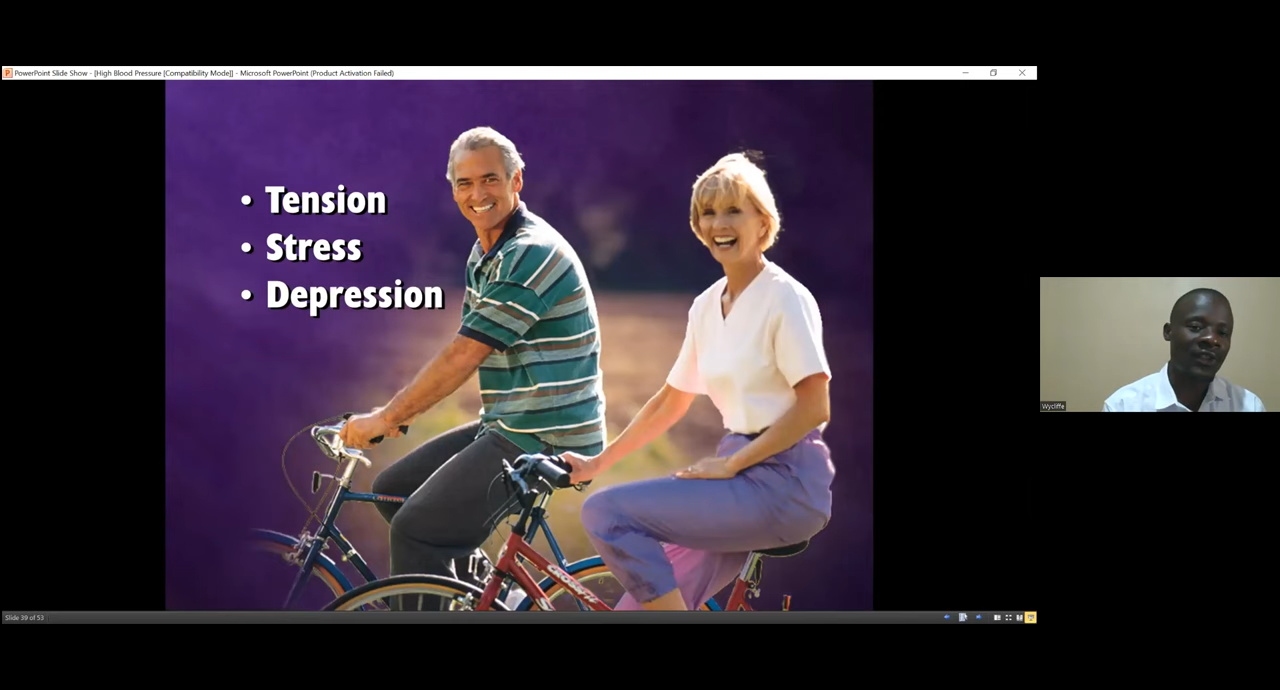 PowerPoint Slide Show - [High Blood Pressure [Compatibility Mode]] - Microsoft PowerPoint (Product Activation Failed)
• Tension
• Stress
• Depression
Wycliffe
Slide 39 of 53